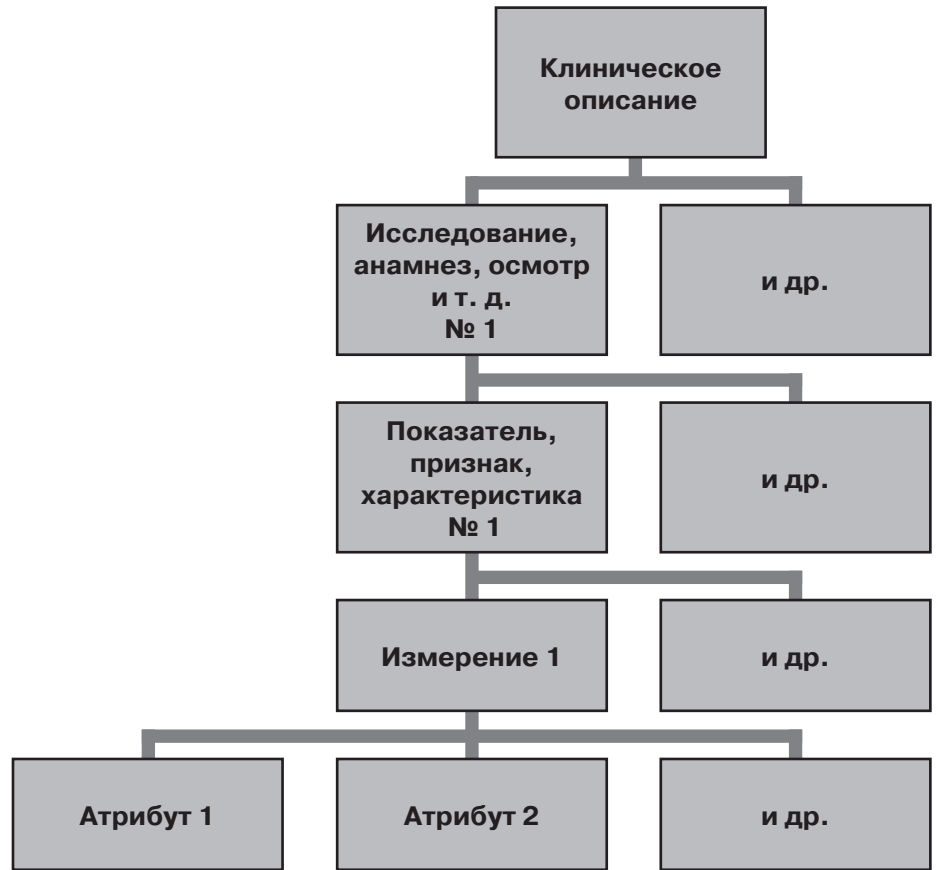 Клиническое
описание
Исследование,
анамнез, осмотр
и т. д.
№ 1
и др.
Показатель,
признак,
характеристика
№ 1
и др.
Измерение 1
и др.
Атрибут 1
Атрибут 2
и др.